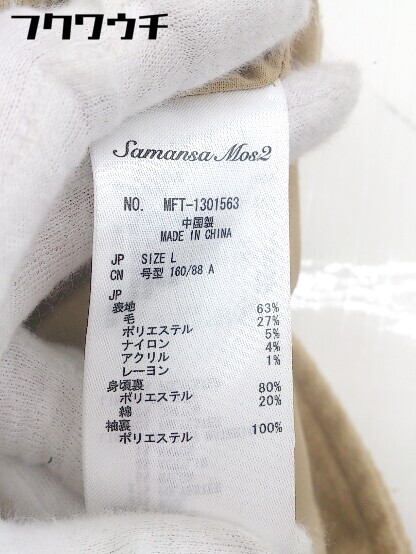 フクワウチ
Samansa Mos2
NO. MFT-1301563
中国製
MADE IN CHINA
JP SIZE L
CN 号型 160/88 A
JP
表地
毛 63%
ポリエステル 27%
ナイロン 5%
アクリル 4%
レーヨン 1%
身頃裏
ポリエステル 80%
綿 20%
袖裏
ポリエステル 100%